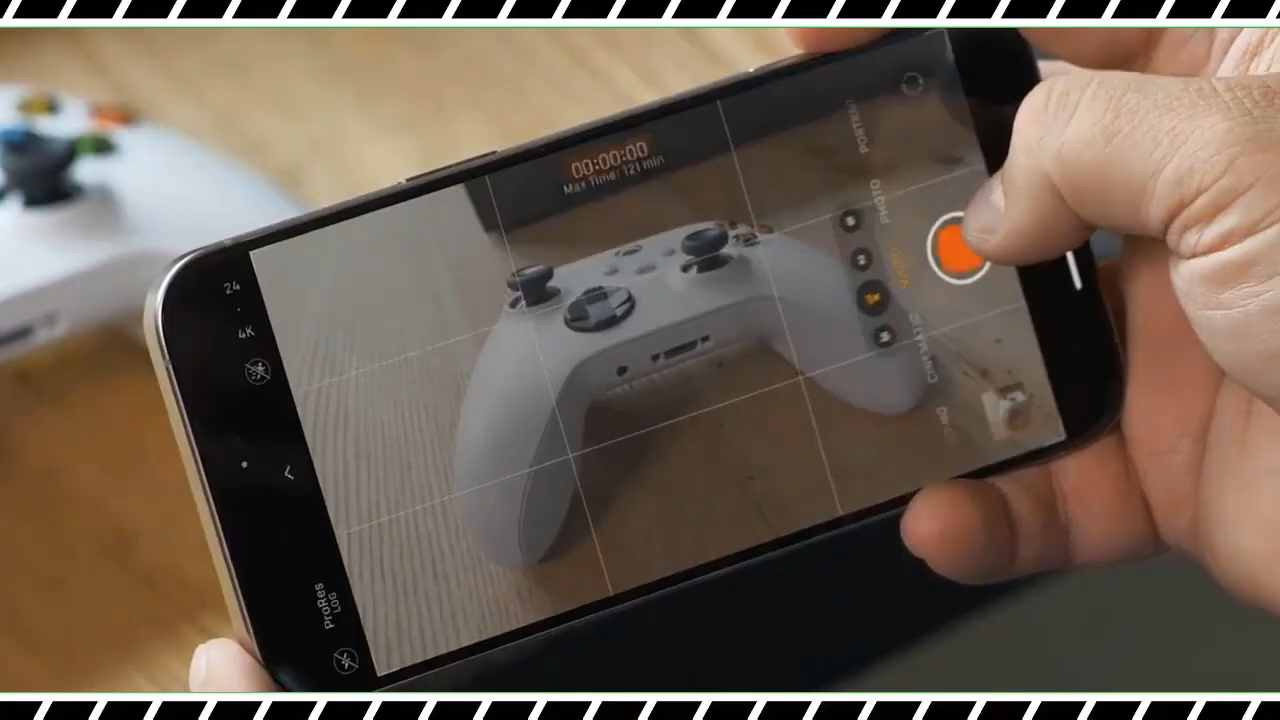 00:00:00
Max Time: 121 min
24
4K
PORTRAIT
PHOTO
VIDEO
CINEMATIC
ProRes
LOG